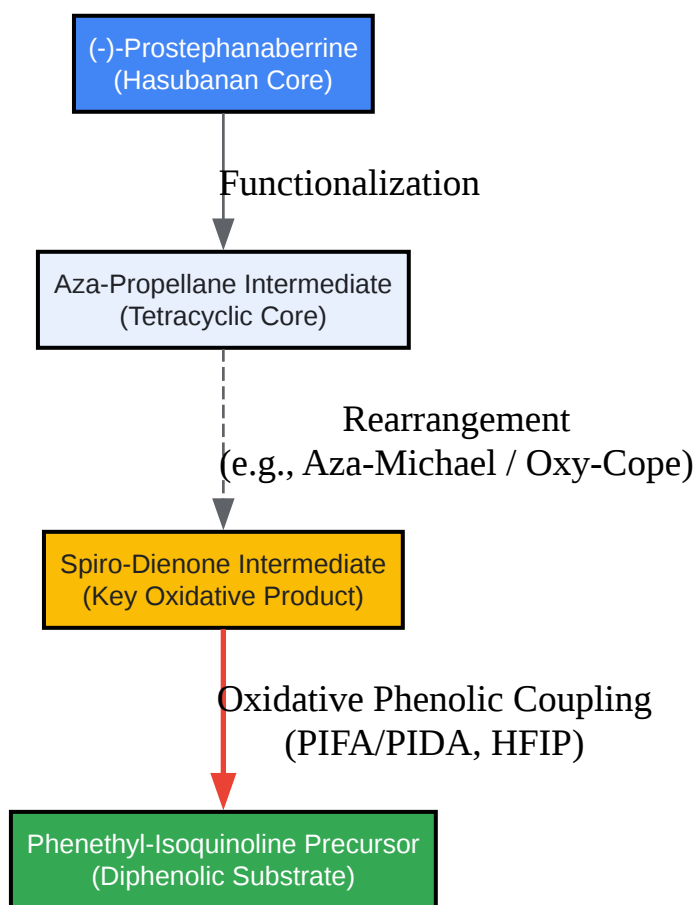 (-)-Prostephanaberrine
(Hasubanan Core)
Functionalization
Aza-Propellane Intermediate
(Tetracyclic Core)
Rearrangement
(e.g., Aza-Michael / Oxy-Cope)
Spiro-Dienone Intermediate
(Key Oxidative Product)
Oxidative Phenolic Coupling
(PIFA/PIDA, HFIP)
Phenethyl-Isoquinoline Precursor
(Diphenolic Substrate)